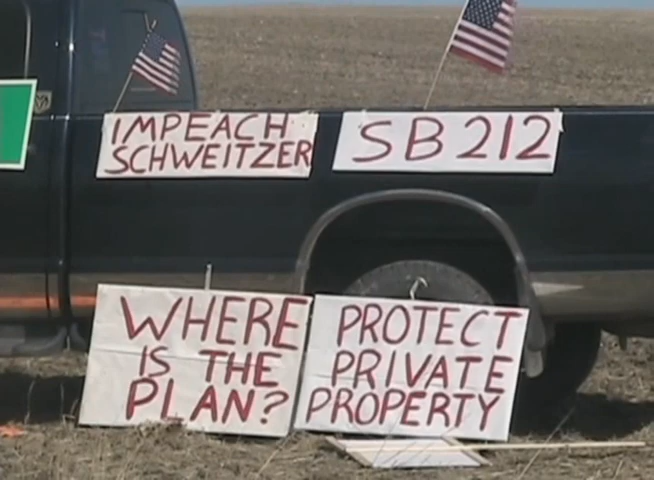 IMPEACH
SCHWEITZER
SB 212
WHERE
IS THE
PLAN?
PROTECT
PRIVATE
PROPERTY